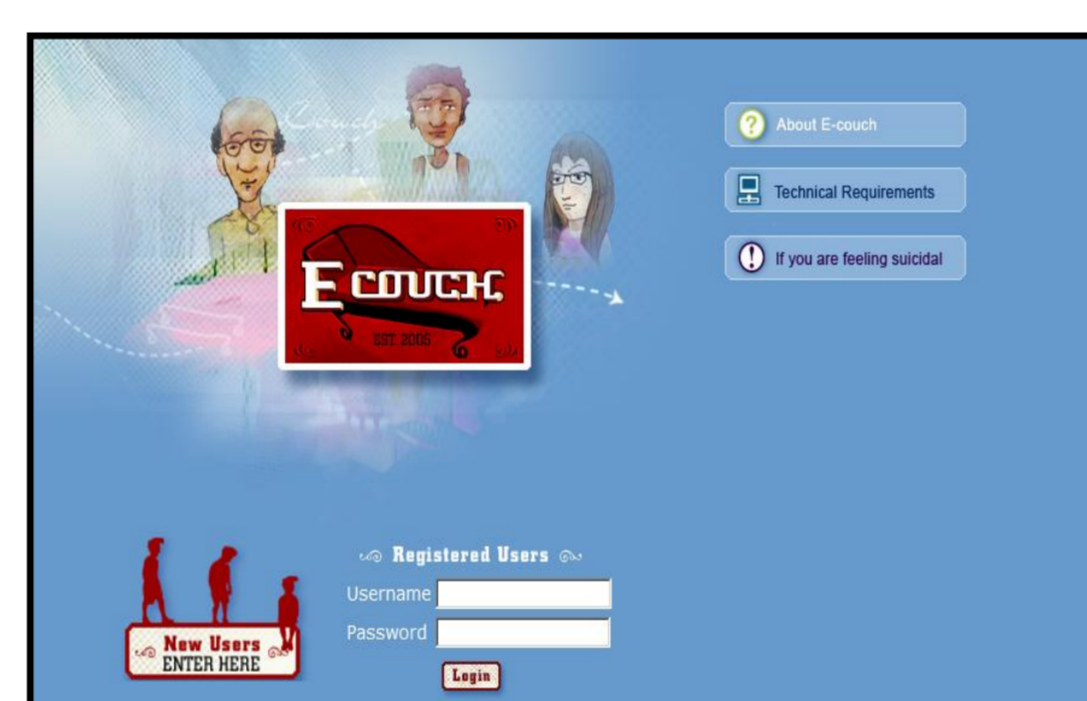 Couch
About E-couch
Technical Requirements
If you are feeling suicidal
E COUCH
EST 2005
Registered Users
Username
Password
Login
New Users
ENTER HERE